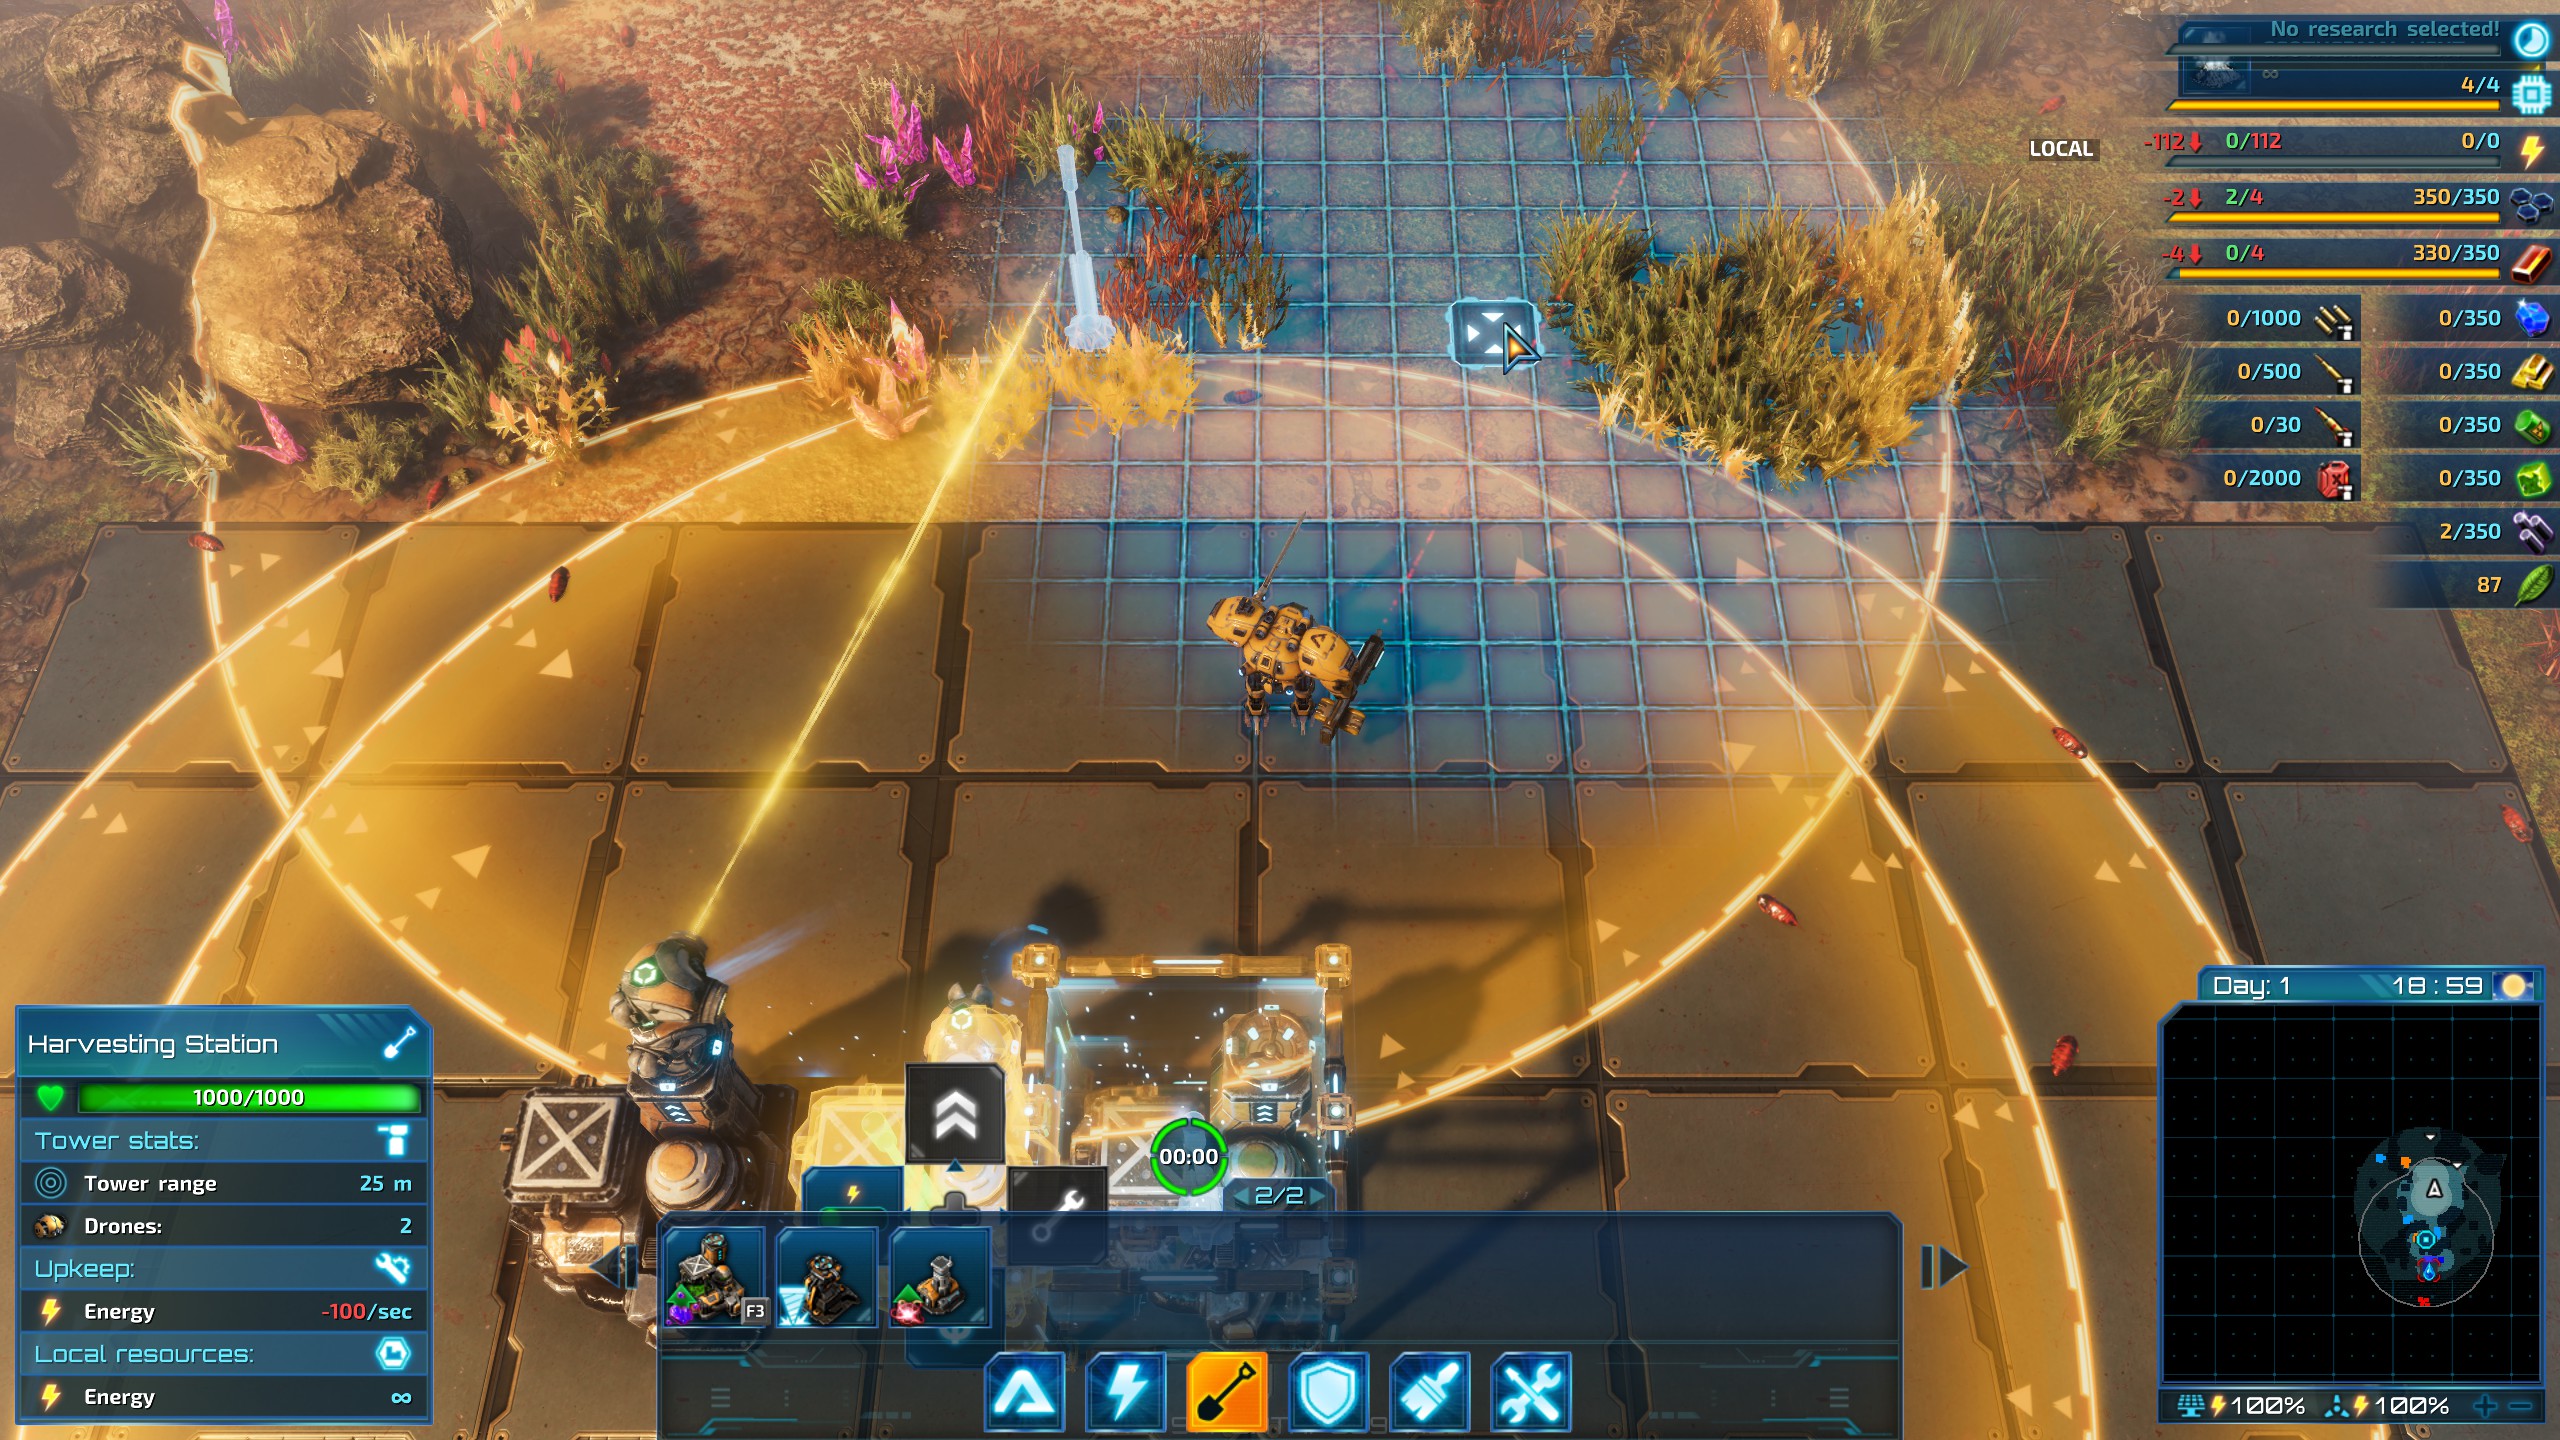 No research selected!
4/4
LOCAL
-112 0/112 0/0
-2 2/4 350/350
-4 0/4 330/350
0/1000 0/350
0/500 0/350
0/30 0/350
0/2000 0/350
2/350
87
Day: 1 18:59
Harvesting Station
1000/1000
Tower stats:
Tower range 25 m
Drones: 2
Upkeep:
Energy -100/sec
Local resources:
Energy ∞
00:00
2/2
F3
100% 100%